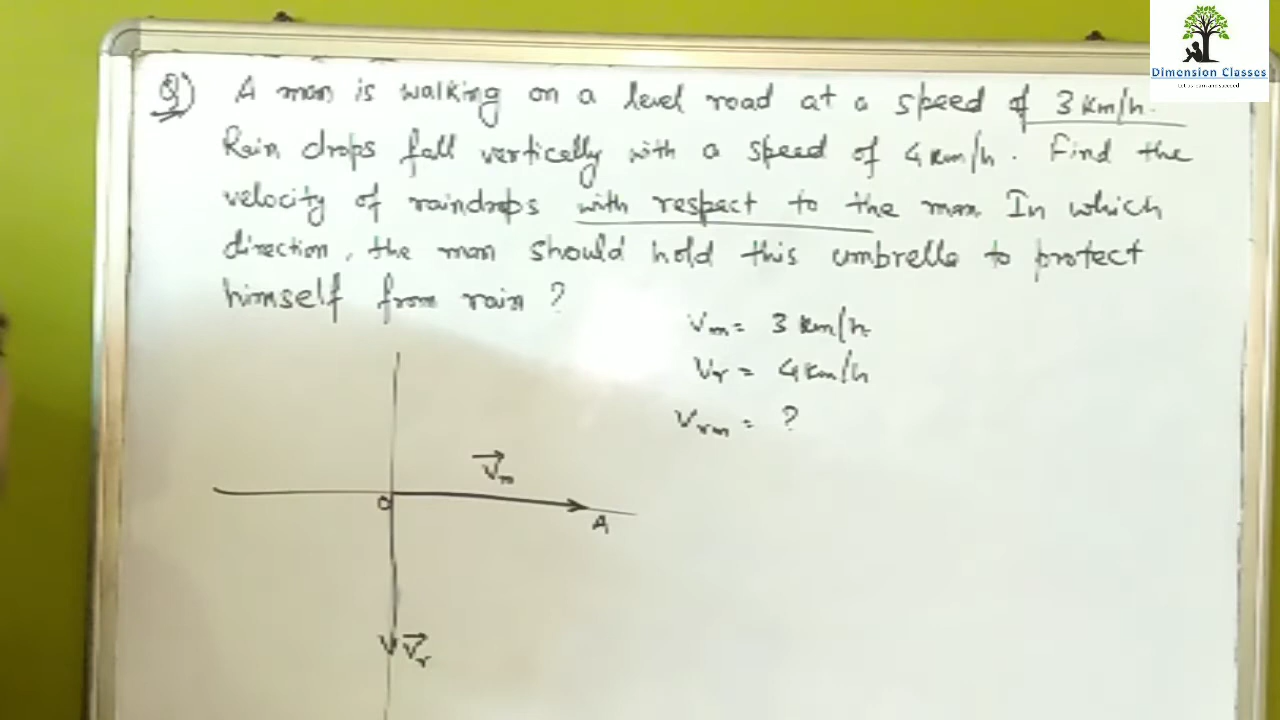 Dimension Classes
Q) A man is walking on a level road at a speed of 3 km/h.
Rain drops fall vertically with a speed of 4 km/h. Find the
velocity of raindrops with respect to the man In which
direction, the man should hold this umbrella to protect
himself from rain ?
Vm = 3 km/h.
Vr = 4 km/h
Vrm = ?
Vm
O
A
Vr